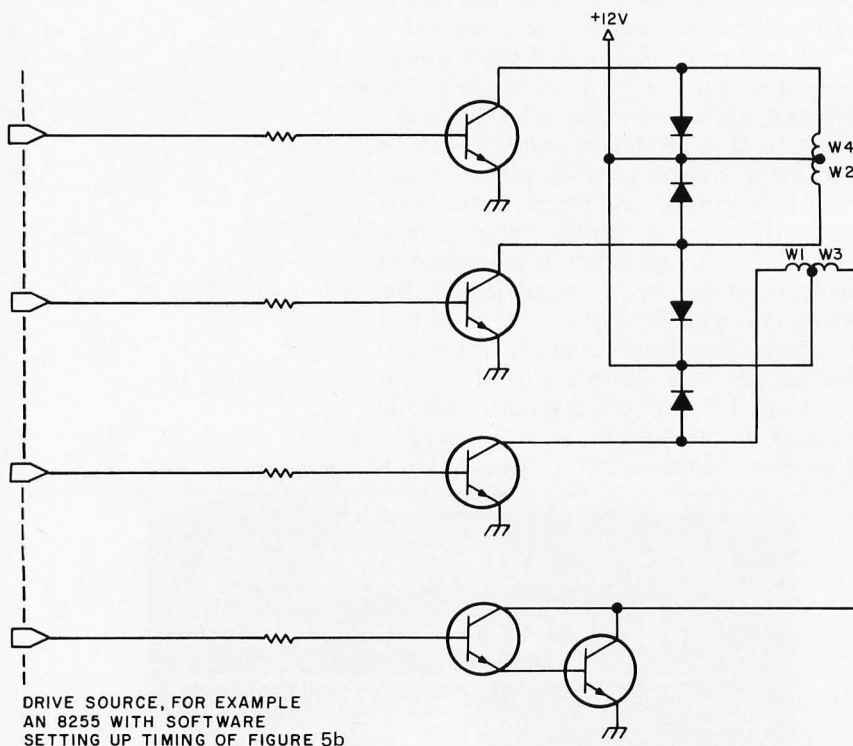 +12V
W4
W2
W1 W3
DRIVE SOURCE, FOR EXAMPLE
AN 8255 WITH SOFTWARE
SETTING UP TIMING OF FIGURE 5b